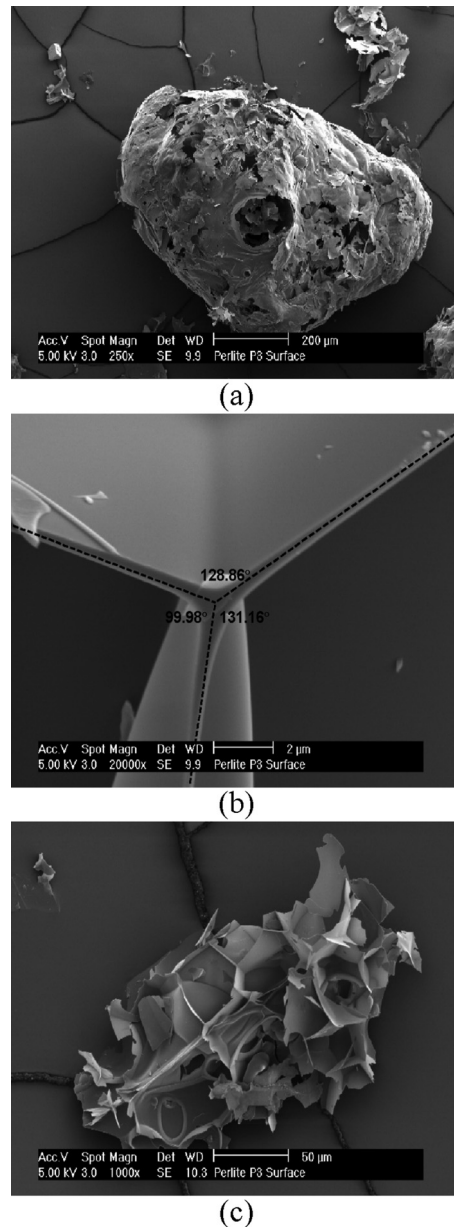 Acc.V Spot Magn Det WD 200 μm
5.00 kV 3.0 250x SE 9.9 Perlite P3 Surface
(a)
128.86°
99.98° 131.16°
Acc.V Spot Magn Det WD 2 μm
5.00 kV 3.0 20000x SE 9.9 Perlite P3 Surface
(b)
Acc.V Spot Magn Det WD 50 μm
5.00 kV 3.0 1000x SE 10.3 Perlite P3 Surface
(c)